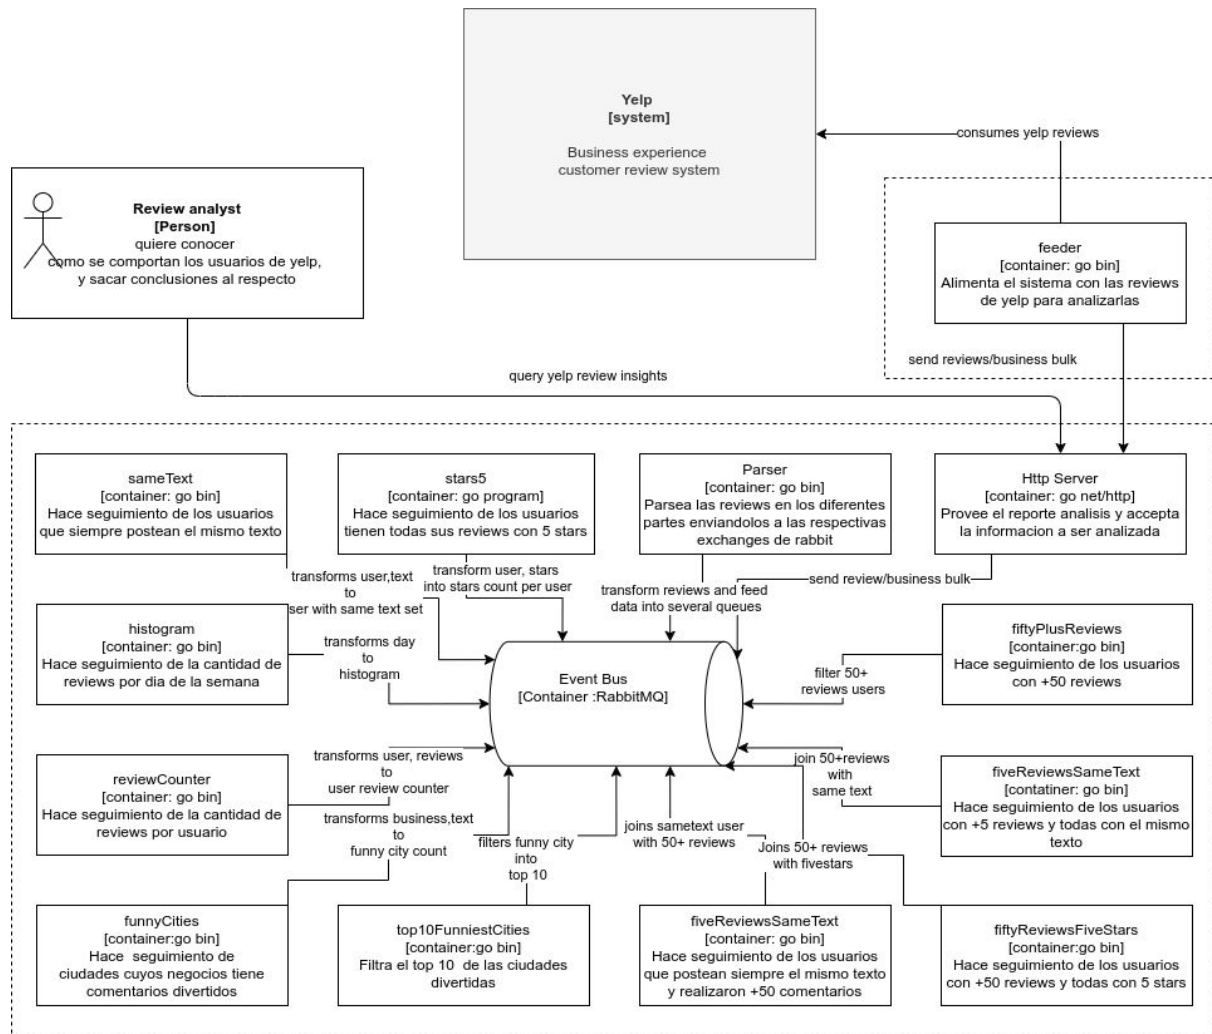 Yelp
[system]
Business experience
customer review system
consumes yelp reviews
Review analyst
[Person]
quiere conocer
como se comportan los usuarios de yelp,
y sacar conclusiones al respecto
feeder
[container: go bin]
Alimenta el sistema con las reviews
de yelp para analizarlas
send reviews/business bulk
query yelp review insights
sameText
[container: go bin]
Hace seguimiento de los usuarios
que siempre postean el mismo texto
stars5
[container: go program]
Hace seguimiento de los usuarios
tienen todas sus reviews con 5 stars
Parser
[container: go bin]
Parsea las reviews en los diferentes
partes enviandolos a las respectivas
exchanges de rabbit
Http Server
[container: go net/http]
Provee el reporte analisis y accepta
la informacion a ser analizada
transforms user,text
to
ser with same text set
transform user, stars
into stars count per user
transform reviews and feed
data into several queues
send review/business bulk
histogram
[container: go bin]
Hace seguimiento de la cantidad de
reviews por dia de la semana
transforms day
to
histogram
Event Bus
[Container :RabbitMQ]
filter 50+
reviews users
fiftyPlusReviews
[container:go bin]
Hace seguimiento de los usuarios
con +50 reviews
reviewCounter
[container: go bin]
Hace seguimiento de la cantidad de
reviews por usuario
transforms user, reviews
to
user review counter
join 50+reviews
with
same text
fiveReviewsSameText
[contatiner: go bin]
Hace seguimiento de los usuarios
con +5 reviews y todas con el mismo
texto
transforms business,text
to
funny city count
filters funny city
into
top 10
joins sametext user
with 50+ reviews
Joins 50+ reviews
with fivestars
funnyCities
[container:go bin]
Hace  seguimiento de
ciudades cuyos negocios tiene
comentarios divertidos
top10FunniestCities
[container:go bin]
Filtra el top 10  de las ciudades
divertidas
fiveReviewsSameText
[container: go bin]
Hace seguimiento de los usuarios
que postean siempre el mismo texto
y realizaron +50 comentarios
fiftyReviewsFiveStars
[container:go bin]
Hace seguimiento de los usuarios
con +50 reviews y todas con 5 stars